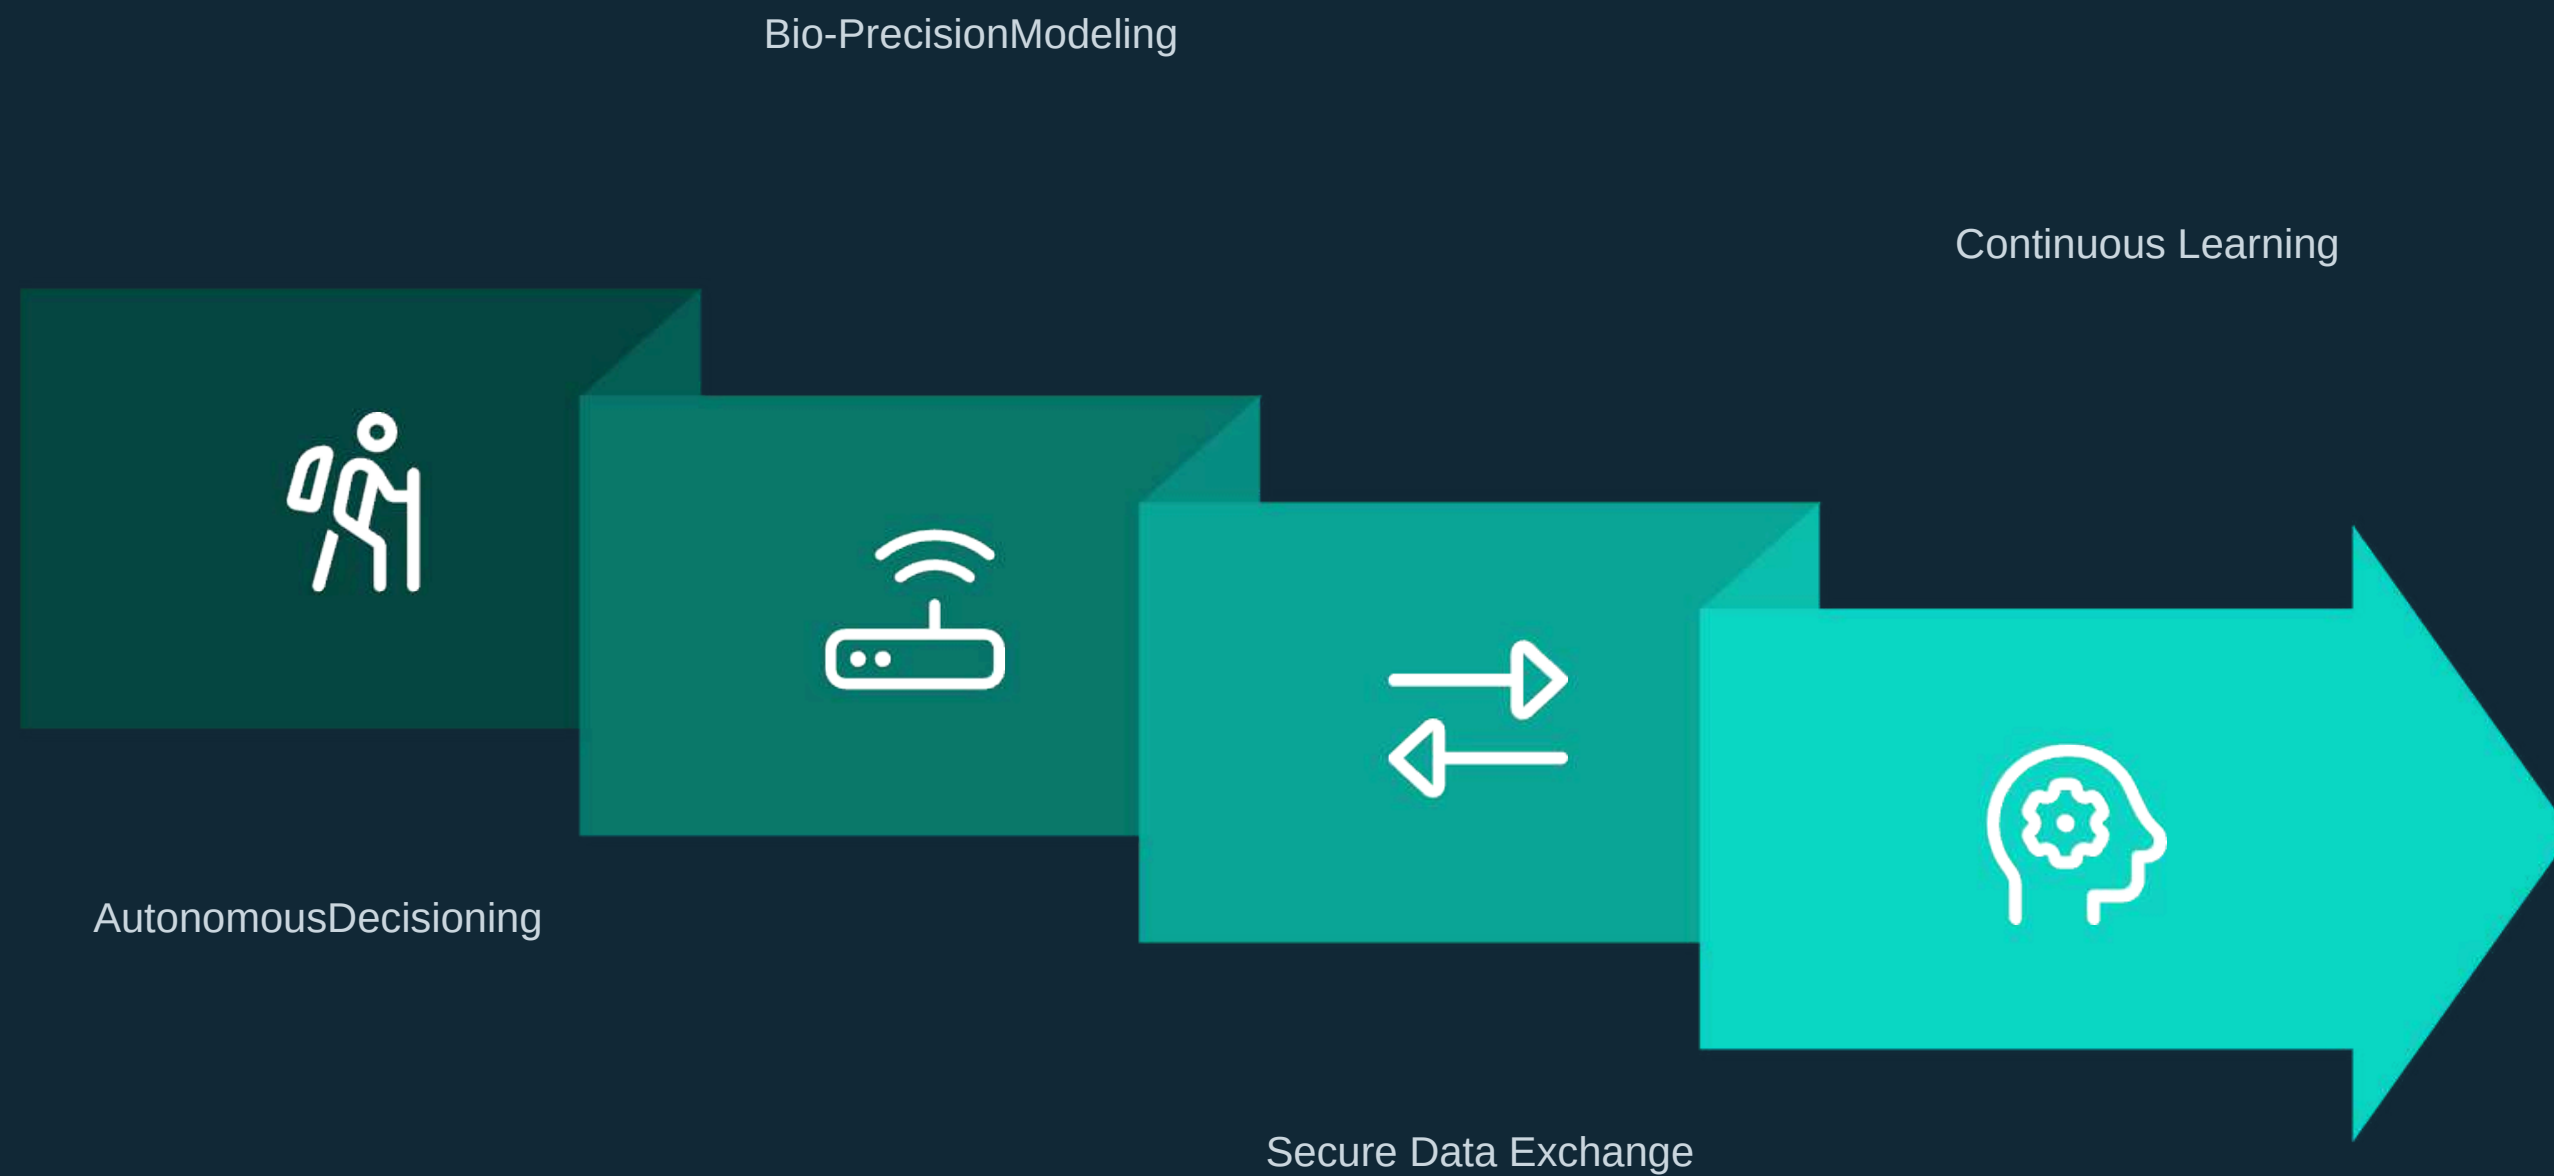 Bio-PrecisionModeling
Continuous Learning
AutonomousDecisioning
Secure Data Exchange